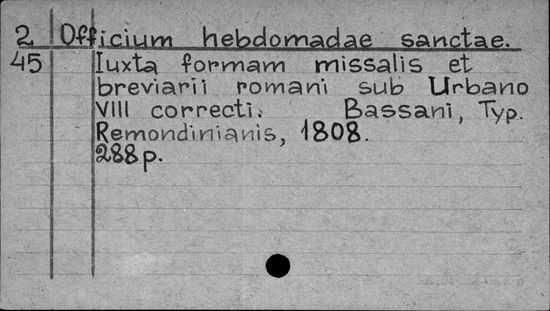 2 Officium hebdomadae sanctae.
45 Iuxta formam missalis et
breviarii romani sub Urbano
VIII correcti. Bassani, Typ.
Remondinianis, 1808.
288p.